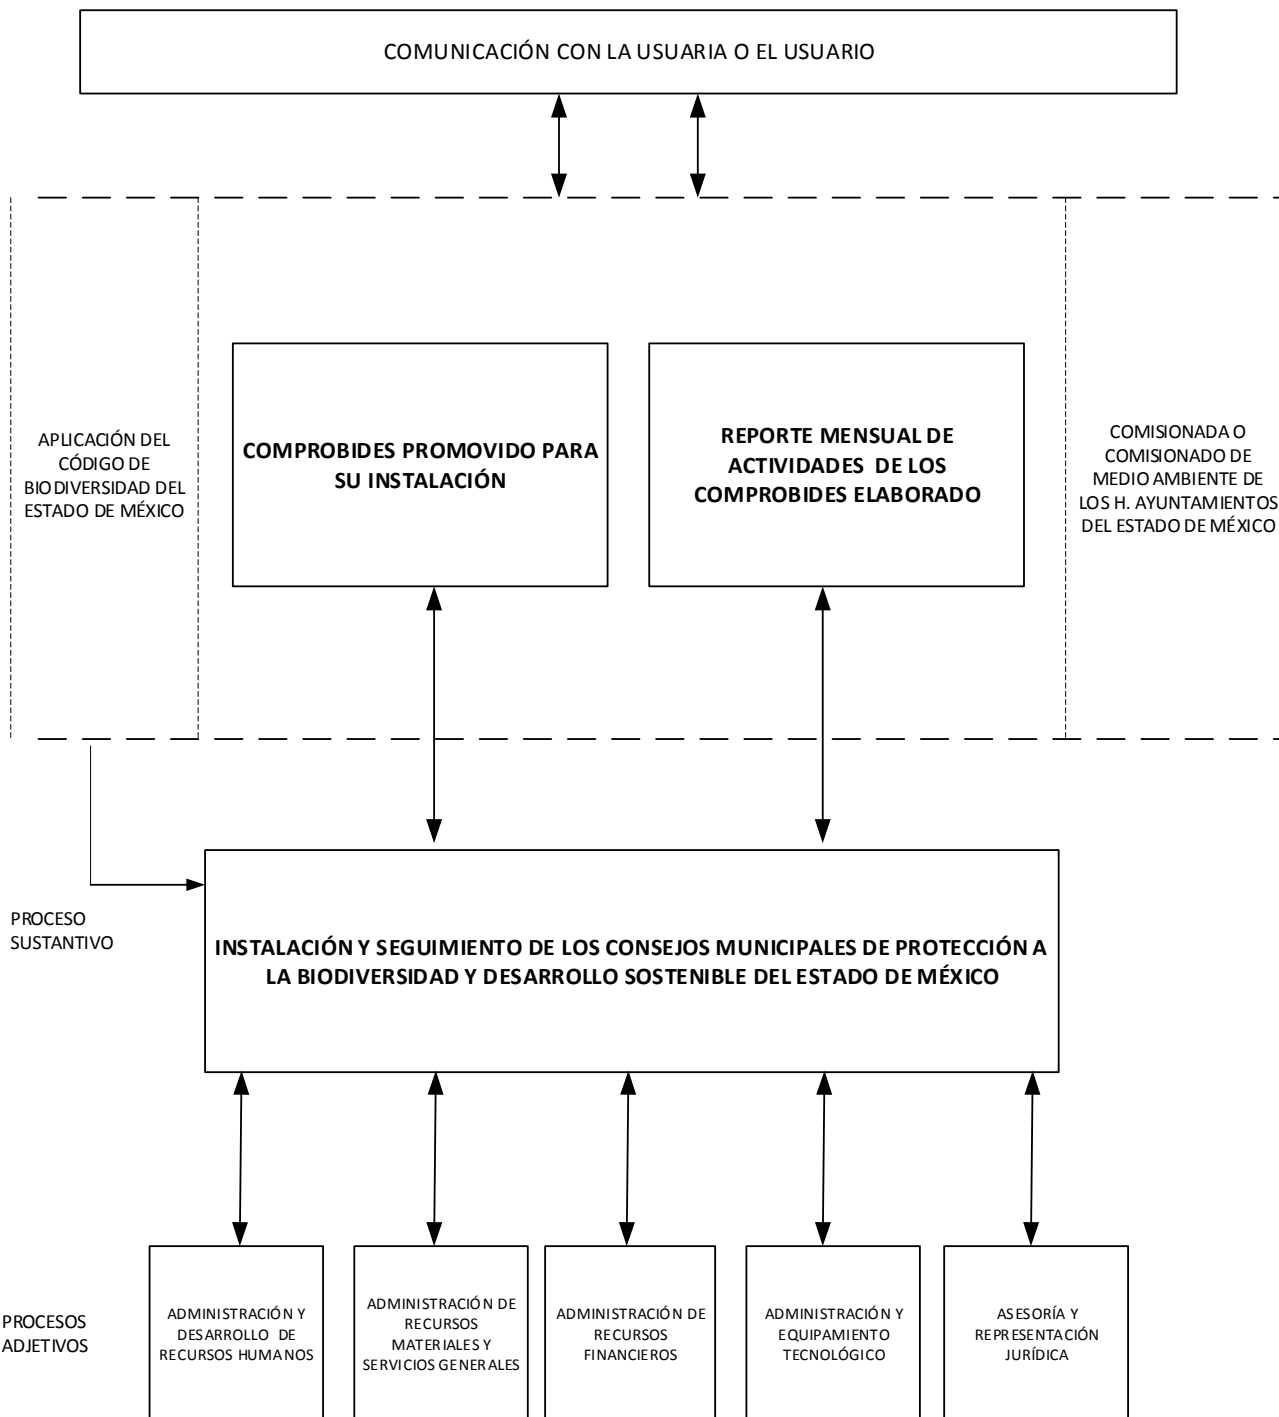 COMUNICACIÓN CON LA USUARIA O EL USUARIO
APLICACIÓN DEL
CÓDIGO DE
BIODIVERSIDAD DEL
ESTADO DE MÉXICO
COMPROBIDES PROMOVIDO PARA
SU INSTALACIÓN
REPORTE MENSUAL DE
ACTIVIDADES DE LOS
COMPROBIDES ELABORADO
COMISIONADA O
COMISIONADO DE
MEDIO AMBIENTE DE
LOS H. AYUNTAMIENTOS
DEL ESTADO DE MÉXICO
PROCESO
SUSTANTIVO
INSTALACIÓN Y SEGUIMIENTO DE LOS CONSEJOS MUNICIPALES DE PROTECCIÓN A
LA BIODIVERSIDAD Y DESARROLLO SOSTENIBLE DEL ESTADO DE MÉXICO
PROCESOS
ADJETIVOS
ADMINISTRACIÓN Y
DESARROLLO DE
RECURSOS HUMANOS
ADMINISTRACIÓN DE
RECURSOS
MATERIALES Y
SERVICIOS GENERALES
ADMINISTRACIÓN DE
RECURSOS
FINANCIEROS
ADMINISTRACIÓN Y
EQUIPAMIENTO
TECNOLÓGICO
ASESORÍA Y
REPRESENTACIÓN
JURÍDICA